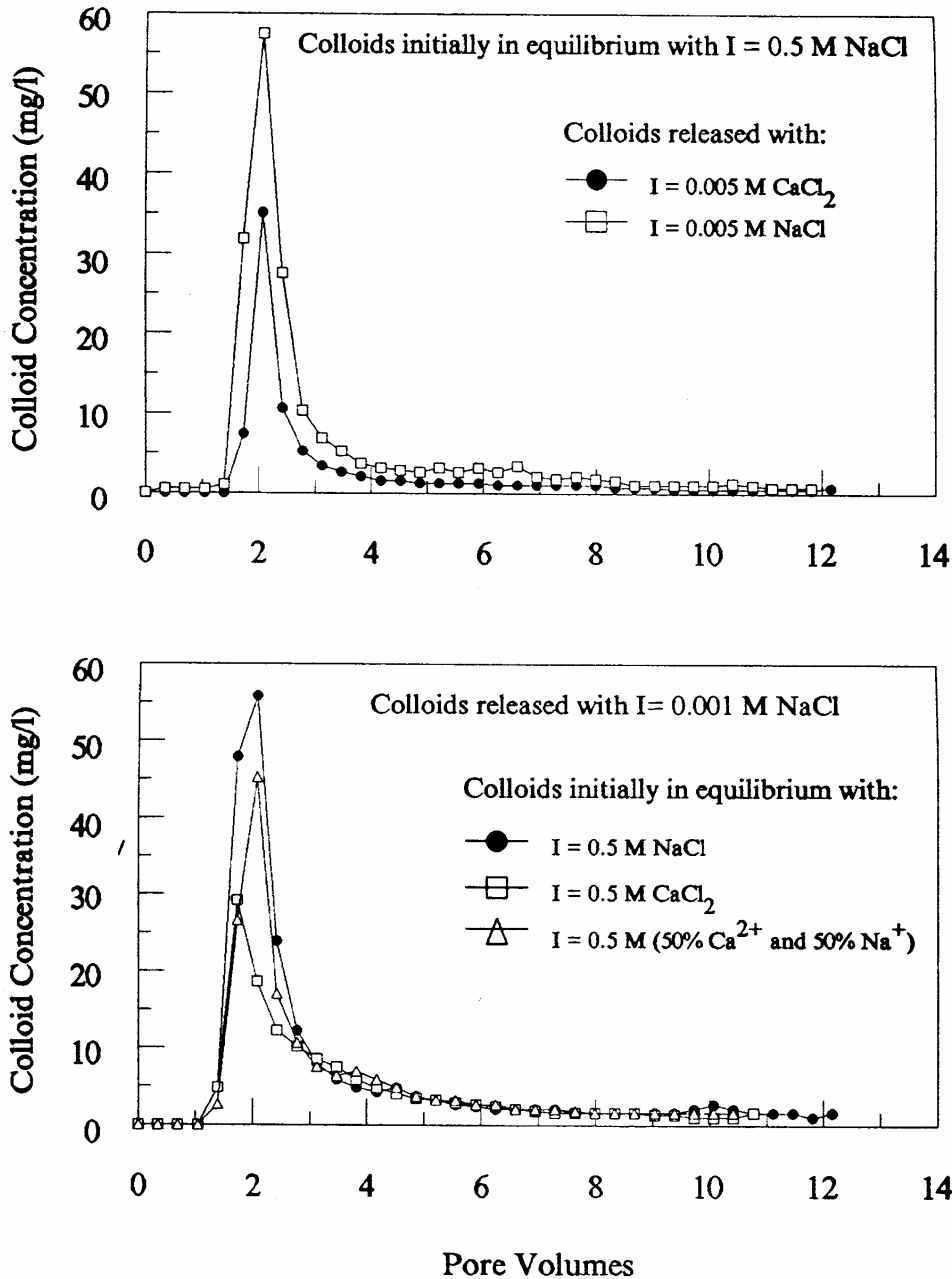 Colloid Concentration (mg/l)
60
50
40
30
20
10
0
Colloids initially in equilibrium with I = 0.5 M NaCl
Colloids released with:
I = 0.005 M CaCl2
I = 0.005 M NaCl
0 2 4 6 8 10 12 14
Colloid Concentration (mg/l)
60
50
40
30
20
10
0
Colloids released with I= 0.001 M NaCl
Colloids initially in equilibrium with:
I = 0.5 M NaCl
I = 0.5 M CaCl2
I = 0.5 M (50% Ca2+ and 50% Na+)
0 2 4 6 8 10 12 14
Pore Volumes